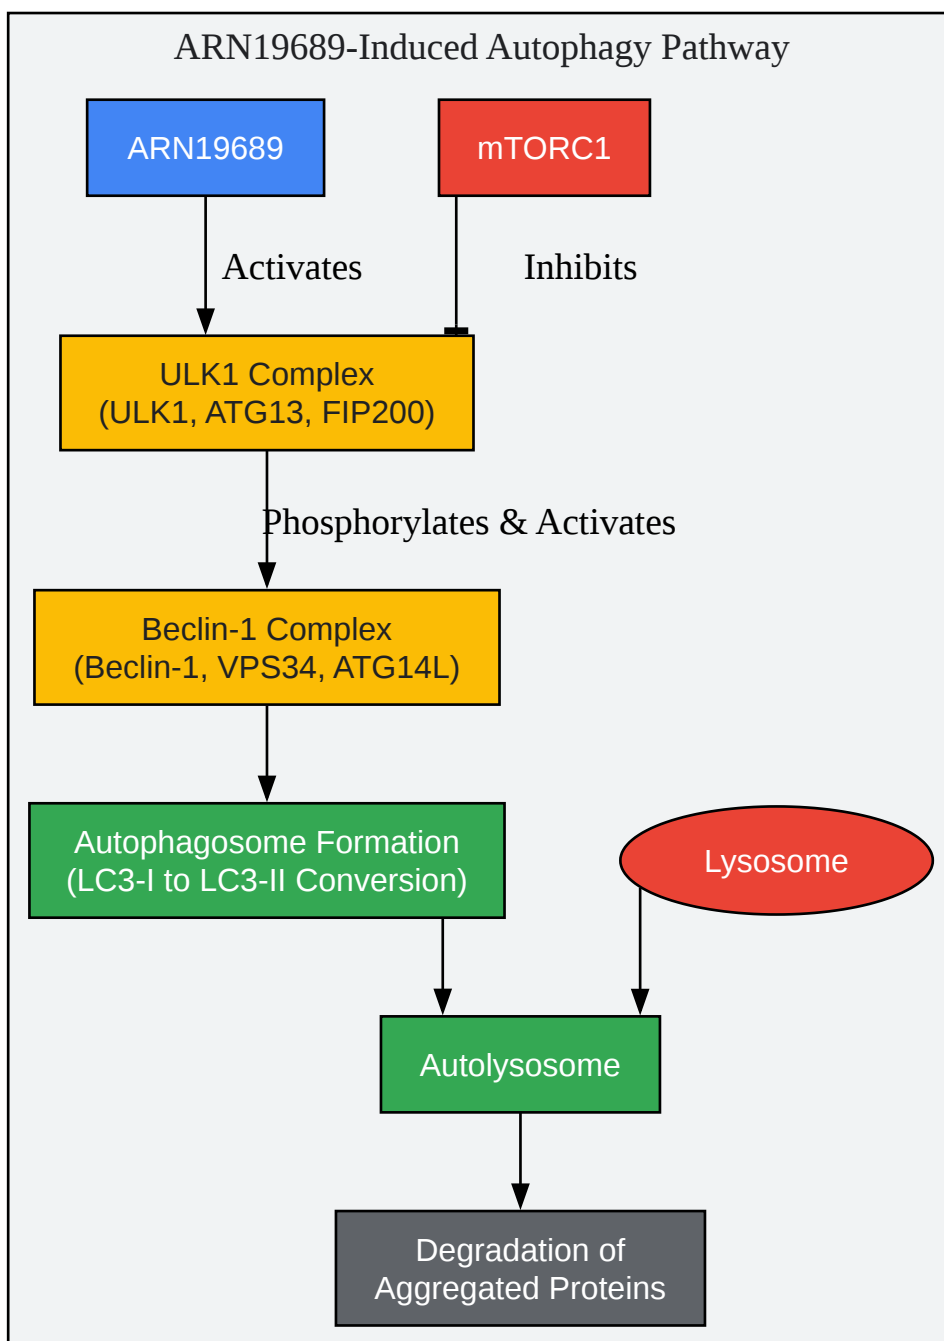 ARN19689-Induced Autophagy Pathway
ARN19689
mTORC1
Activates
Inhibits
ULK1 Complex
(ULK1, ATG13, FIP200)
Phosphorylates & Activates
Beclin-1 Complex
(Beclin-1, VPS34, ATG14L)
Autophagosome Formation
(LC3-I to LC3-II Conversion)
Lysosome
Autolysosome
Degradation of
Aggregated Proteins